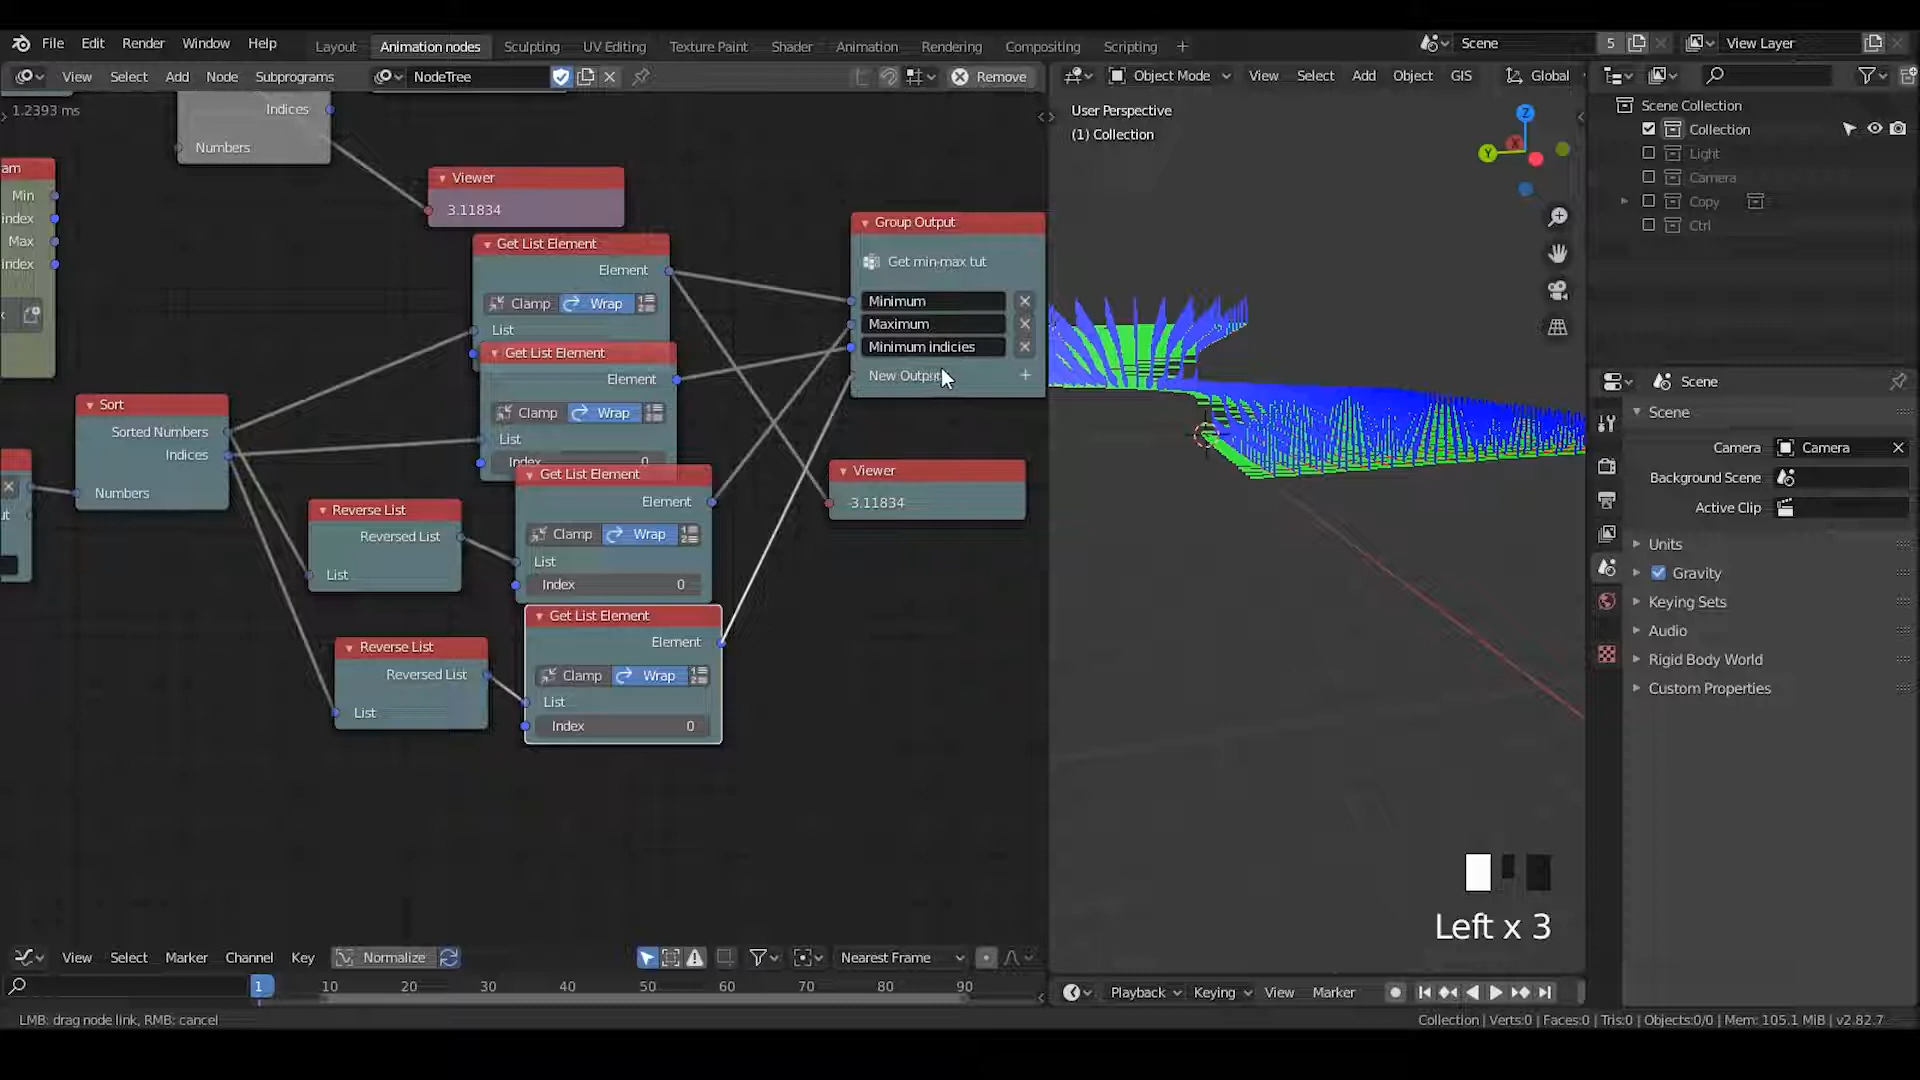 File Edit Render Window Help Layout Animation nodes Sculpting UV Editing Texture Paint Shader Animation Rendering Compositing Scripting Scene 5 View Layer
View Select Add Node Subprograms NodeTree Remove Object Mode View Select Add Object GIS Global
1.2393 ms
Indices
Numbers
Viewer
3.11834
am
Min
index
Max
index
Get List Element
Element
Clamp Wrap
List
Get List Element
Element
Clamp Wrap
List
Index 0
Get List Element
Element
Clamp Wrap
List
Index 0
Get List Element
Element
Clamp Wrap
List
Index 0
Sort
Sorted Numbers
Indices
Numbers
Reverse List
Reversed List
List
Reverse List
Reversed List
List
Group Output
Get min-max tut
Minimum
Maximum
Minimum indicies
New Output
Viewer
-3.11834
User Perspective
(1) Collection
Z
X
Y
Left x 3
Scene Collection
Collection
Light
Camera
Copy
Ctrl
Scene
Scene
Camera Camera
Background Scene
Active Clip
Units
Gravity
Keying Sets
Audio
Rigid Body World
Custom Properties
View Select Marker Channel Key Normalize Nearest Frame
1 10 20 30 40 50 60 70 80 90
Playback Keying View Marker
LMB: drag node link, RMB: cancel
Collection | Verts:0 | Faces:0 | Tris:0 | Objects:0/0 | Mem: 105.1 MiB | v2.82.7